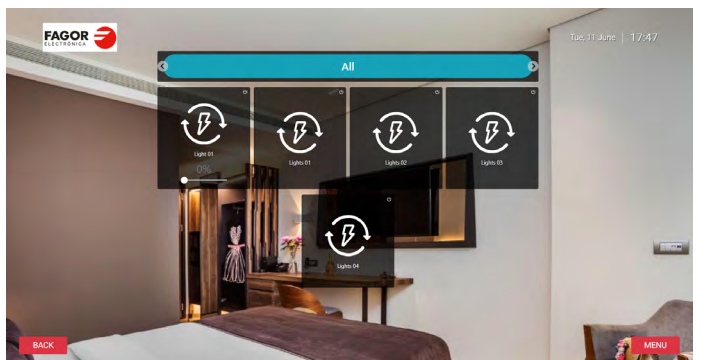 FAGOR
ELECTRÓNICA
Tue, 11 June | 17:47
All
Light 01
0%
Lights 01
Lights 02
Lights 03
Lights 04
BACK
MENU